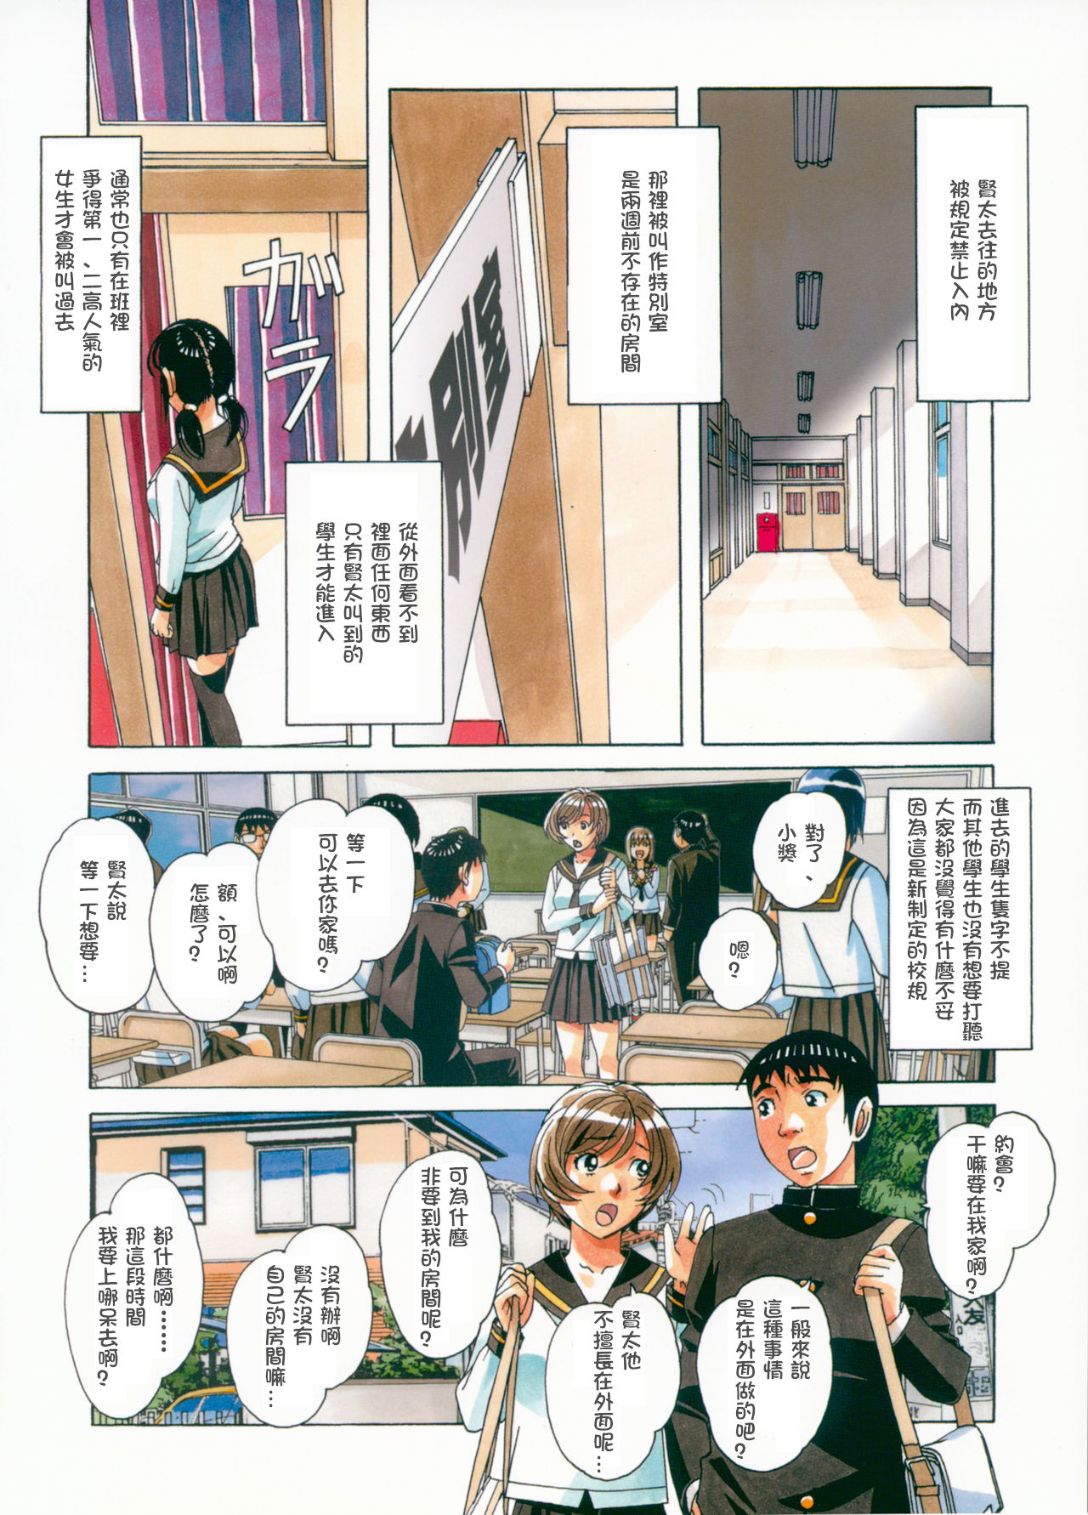 賢太去往的地方
被規定禁止入內
那裡被叫作特別室
是兩週前不存在的房間
別室
從外面看不到
裡面任何東西
只有賢太叫到的
學生才能進入
通常也只有在班裡
爭得第一、二高人氣的
女生才會被叫過去
ガラ
進去的學生隻字不提
而其他學生也沒有想要打聽
大家都沒覺得有什麼不妥
因為這是新制定的校規
對了
小獎、
嗯?
等一下
可以去你家嗎?
額、可以啊
怎麼了?
賢太說
等一下想要…
約會?
干嘛要在我家啊?
一般來說
這種事情
是在外面做的吧?
賢太他
不擅長在外面呢…
可為什麼
非要到我的房間呢?
沒有辦啊
賢太沒有
自己的房間嘛…
都什麼啊……
那這段時間
我要上哪呆去啊?
友
入口